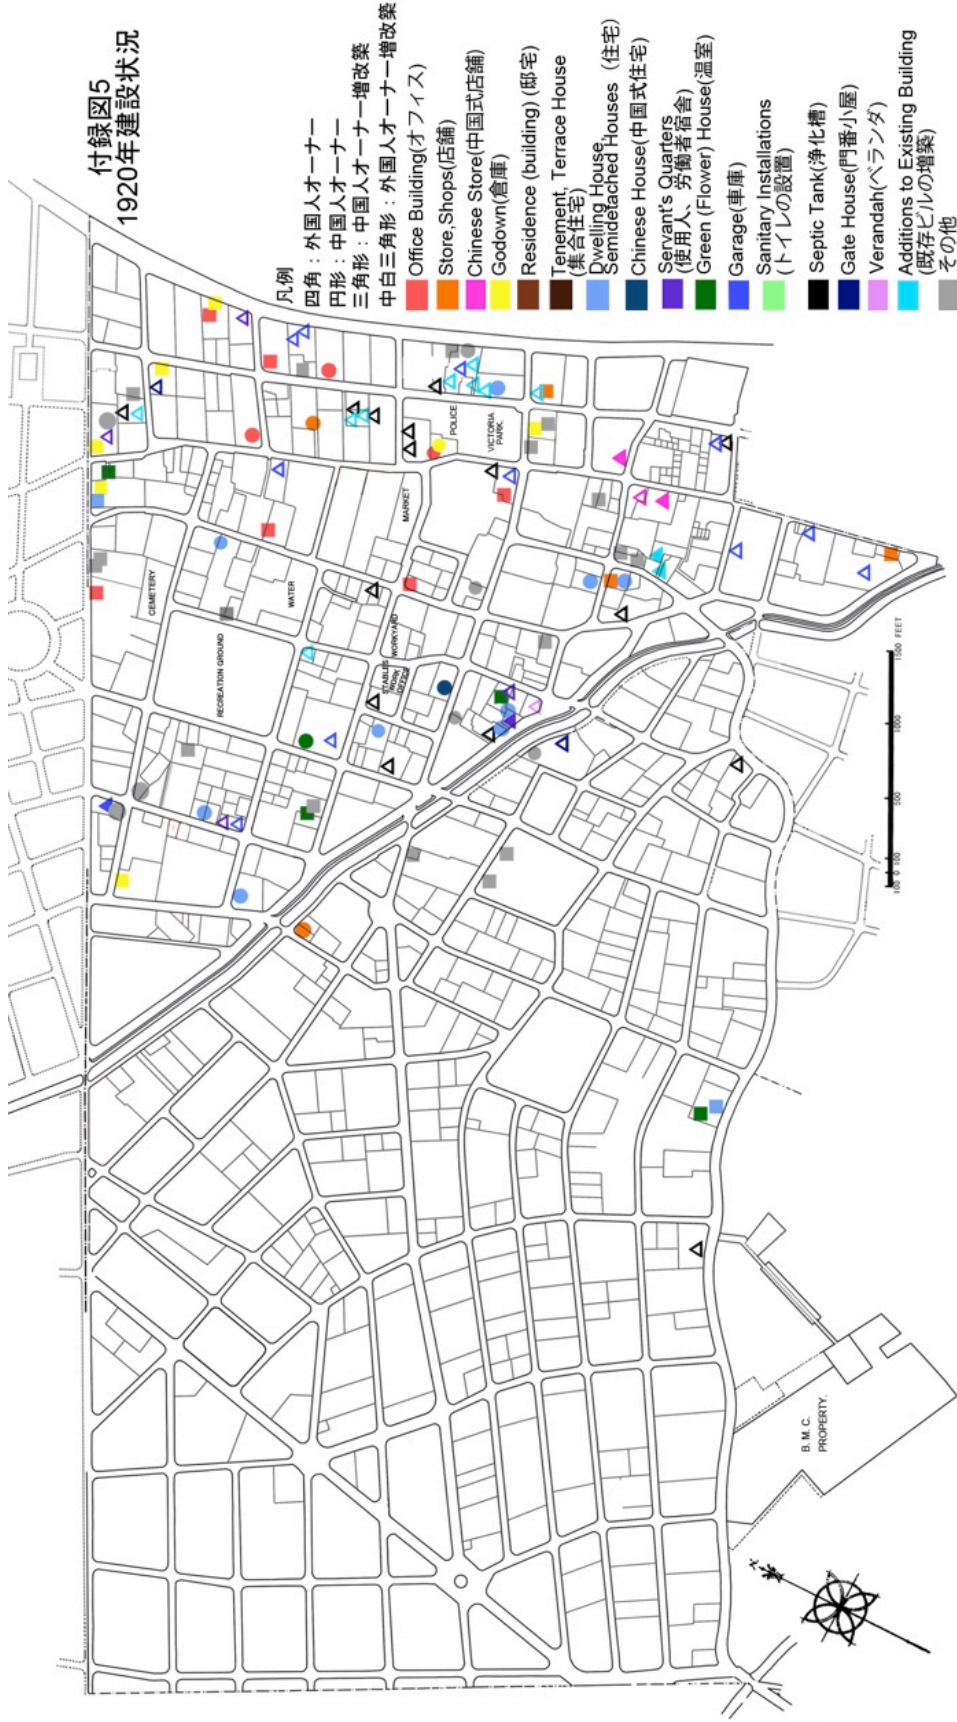 付録図5
1920年建設状況
凡例
四角：外国人オーナー
円形：中国人オーナー
三角形：中国人オーナー増改築
中白三角形：外国人オーナー増改築
Office Building(オフィス)
Store,Shops(店舗)
Chinese Store(中国式店舗)
Godown(倉庫)
Residence (building) (邸宅)
Tenement, Terrace House
(集合住宅)
Dwelling House,
Semidetached Houses（住宅）
Chinese House(中国式住宅)
Servant's Quarters
(使用人、労働者宿舎)
Green (Flower) House(温室)
Garage(車庫)
Sanitary Installations
(トイレの設置)
Septic Tank(浄化槽)
Gate House(門番小屋)
Verandah(ベランダ)
Additions to Existing Building
(既存ビルの増築)
その他
POLICE
VICTORIA
PARK.
MARKET
CEMETERY
WATER
RECREATION GROUND
WORKYARD
STABLES
WORK
OFFICE
100 0 100 500 1000 1500 FEET
B. M. C.
PROPERTY.